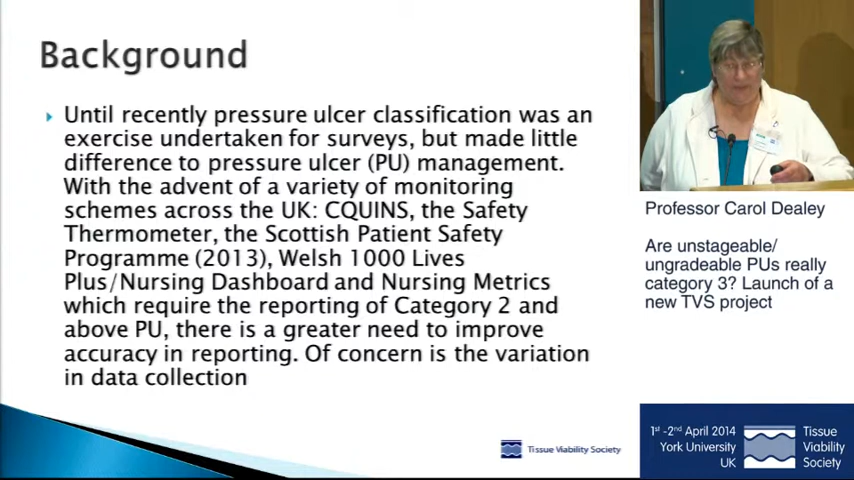 Background
Until recently pressure ulcer classification was an
exercise undertaken for surveys, but made little
difference to pressure ulcer (PU) management.
With the advent of a variety of monitoring
schemes across the UK: CQUINS, the Safety
Thermometer, the Scottish Patient Safety
Programme (2013), Welsh 1000 Lives
Plus/Nursing Dashboard and Nursing Metrics
which require the reporting of Category 2 and
above PU, there is a greater need to improve
accuracy in reporting. Of concern is the variation
in data collection
Tissue Viability Society
Professor Carol Dealey
Are unstageable/
ungradeable PUs really
category 3? Launch of a
new TVS project
1st -2nd April 2014
York University
UK
Tissue
Viability
Society